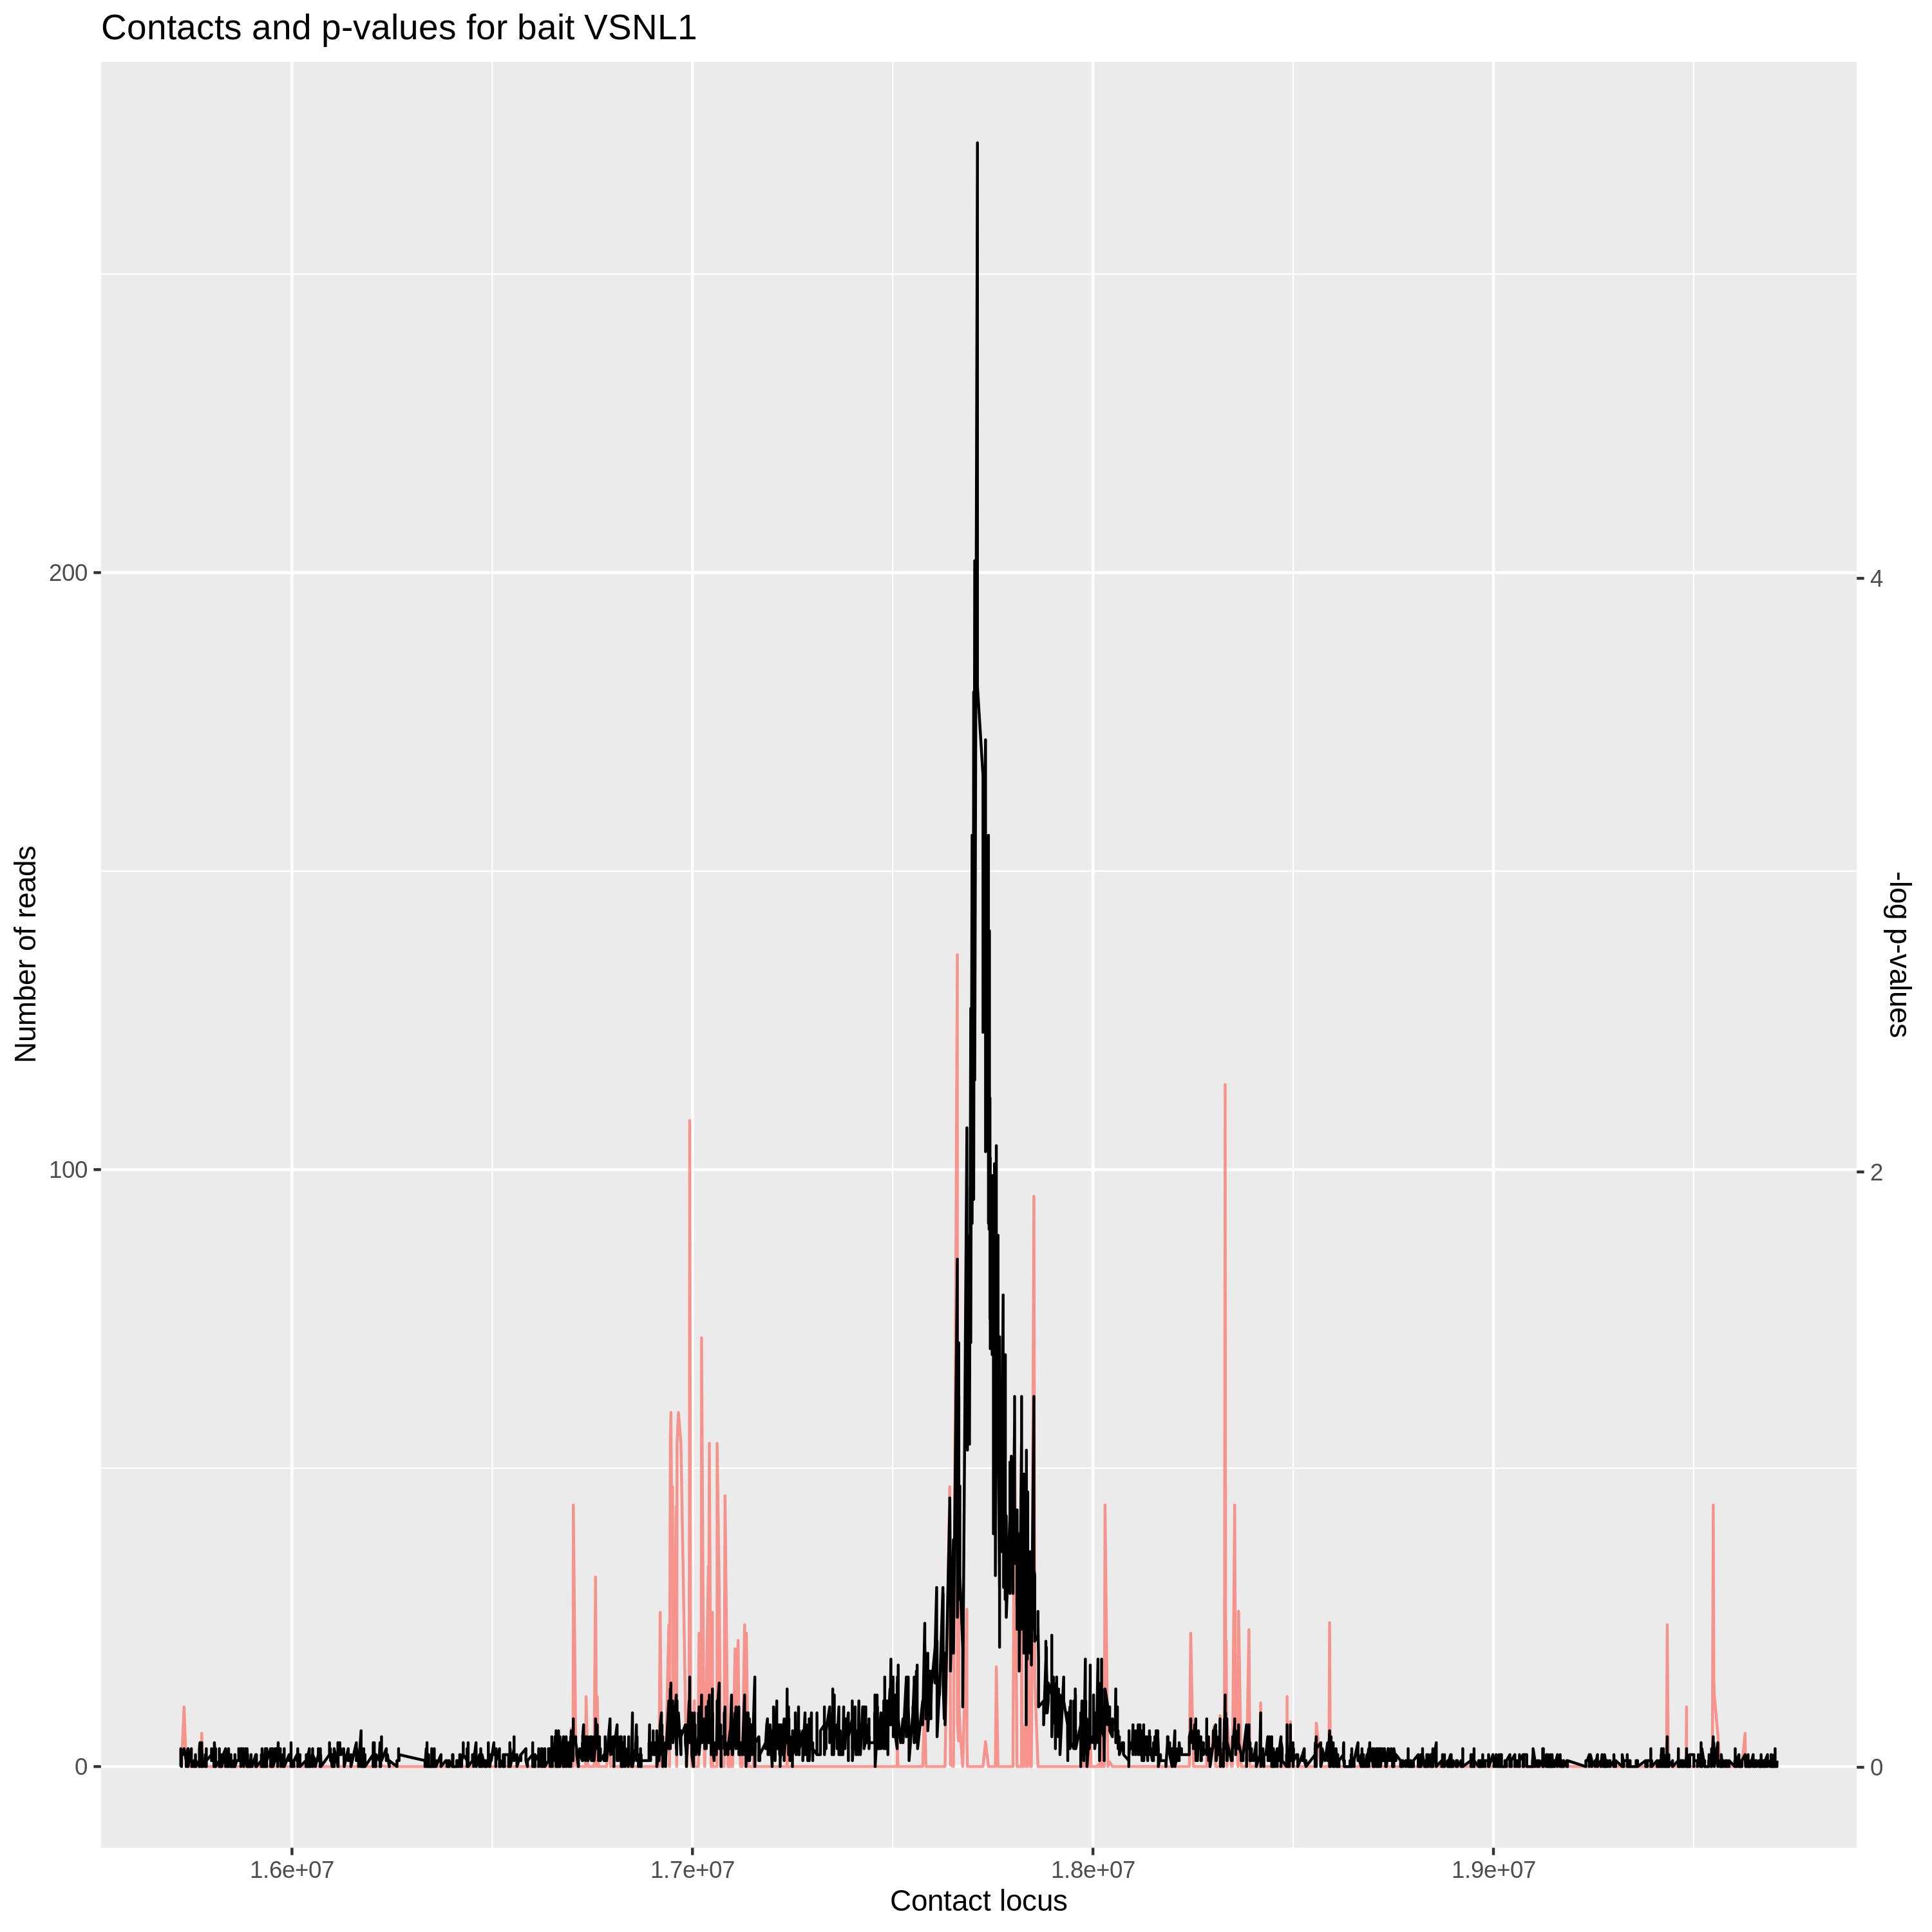 Contacts and p-values for bait VSNL1
Number of reads
200
100
0
4
2
0
-log p-values
1.6e+07
1.7e+07
1.8e+07
1.9e+07
Contact locus